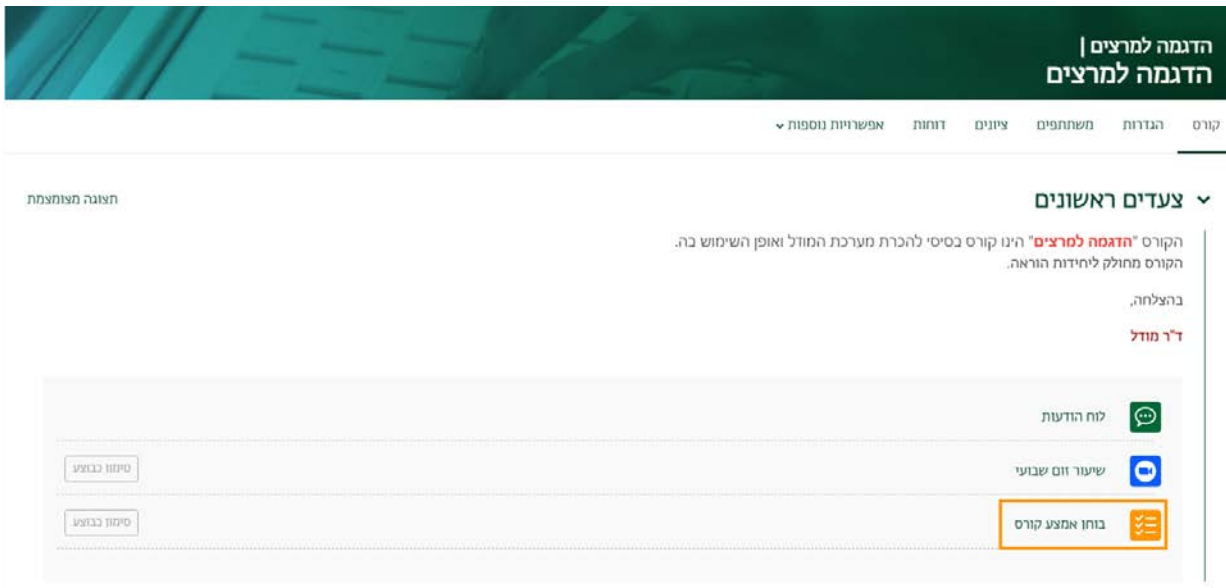 הדגמה למרצים |
הדגמה למרצים
קורס הגדרות משתתפים ציונים דוחות אפשרויות נוספות
צעדים ראשונים
תצוגה מצומצמת
הקורס "הדגמה למרצים" הינו קורס בסיסי להכרת מערכת המודל ואופן השימוש בה.
הקורס מחולק ליחידות הוראה.
בהצלחה,
ד"ר מודל
לוח הודעות
שיעור זום שבועי
סימון כבוצע
בוחן אמצע קורס
סימון כבוצע